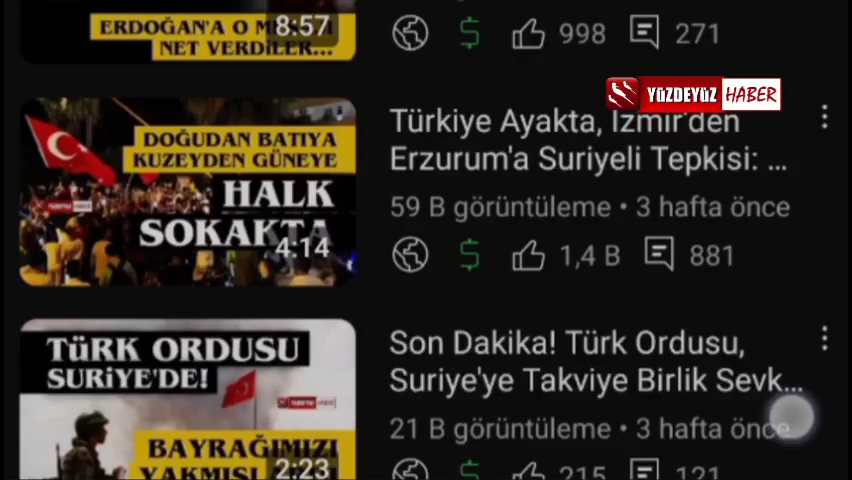 ERDOĞAN'A O
NET VERDİLER...
8:57
998 271
YÜZDEYÜZ HABER
DOĞUDAN BATIYA
KUZEYDEN GÜNEYE
HALK
SOKAKTA
4:14
Türkiye Ayakta, İzmir'den
Erzurum'a Suriyeli Tepkisi: ...
59 B görüntüleme • 3 hafta önce
1,4 B 881
TÜRK ORDUSU
SURİYE'DE!
BAYRAĞIMIZI
YAKMIŞI
2:23
Son Dakika! Türk Ordusu,
Suriye'ye Takviye Birlik Sevk...
21 B görüntüleme • 3 hafta önce
215 121